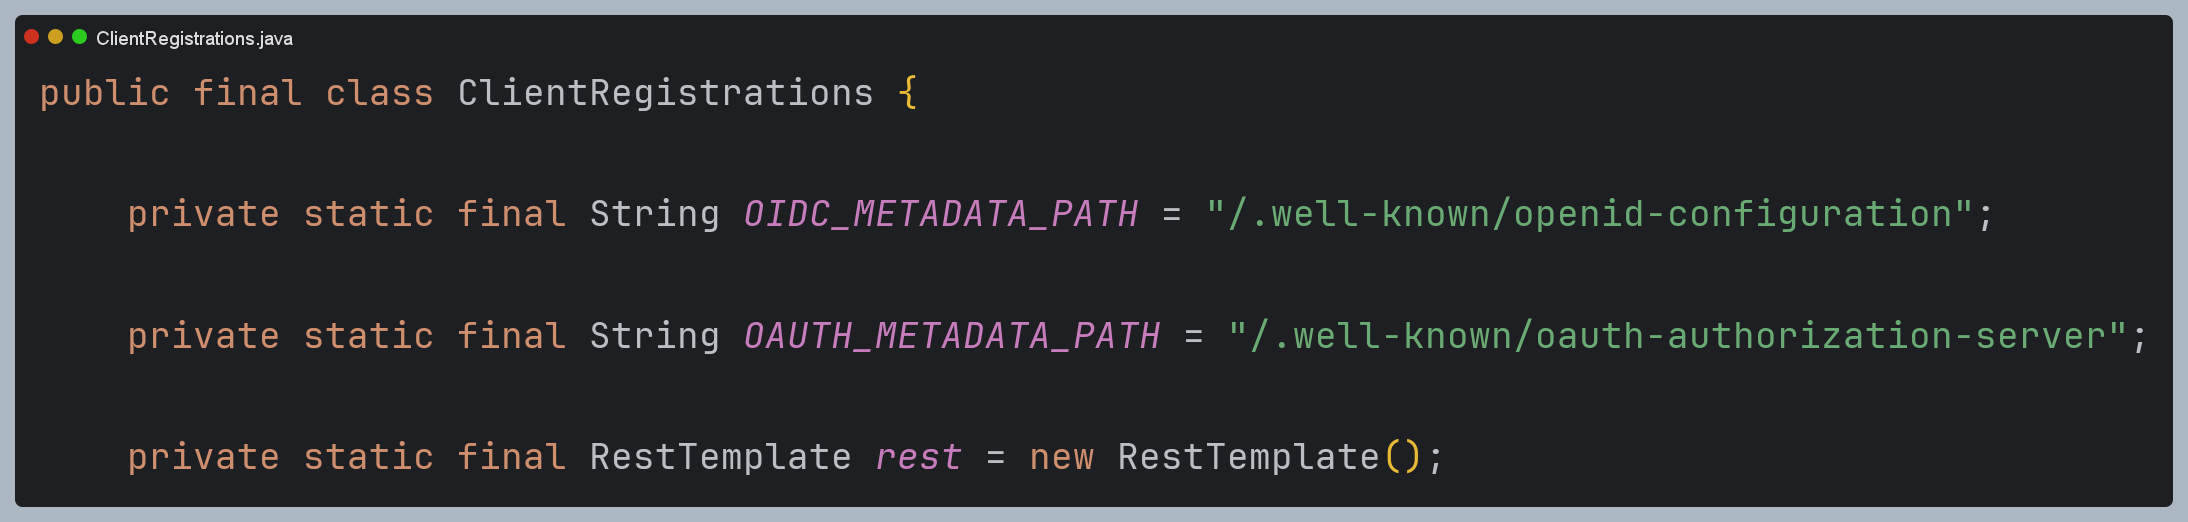 ClientRegistrations.java
public final class ClientRegistrations {
private static final String OIDC_METADATA_PATH = "/.well-known/openid-configuration";
private static final String OAUTH_METADATA_PATH = "/.well-known/oauth-authorization-server";
private static final RestTemplate rest = new RestTemplate();